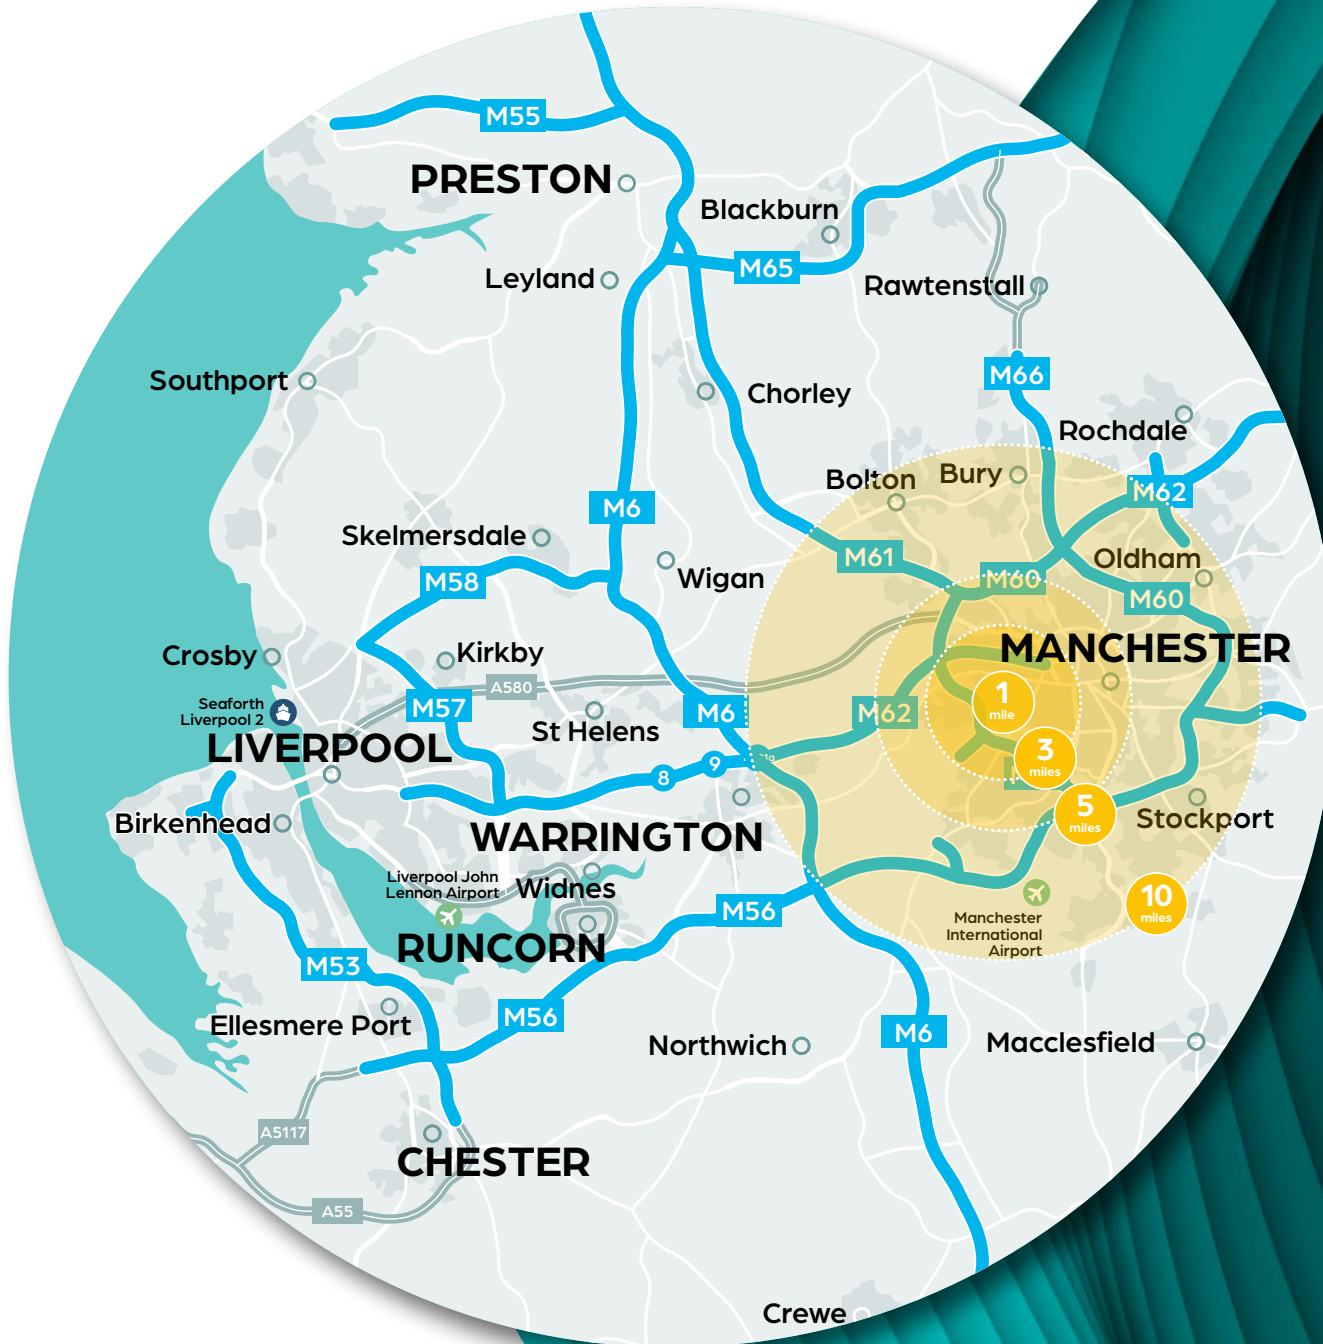 M55
PRESTON
Blackburn
M65
Leyland
Rawtenstall
M66
Southport
Chorley
Rochdale
Bolton
Bury
M62
M6
Skelmersdale
M61
Oldham
Wigan
M60
M58
M60
MANCHESTER
Crosby
Kirkby
A580
1
mile
Seaforth
Liverpool 2
M57
M6
M62
St Helens
LIVERPOOL
3
miles
8
9
5
miles
Birkenhead
WARRINGTON
Stockport
Liverpool John
Lennon Airport
Widnes
10
miles
M56
Manchester
International
Airport
RUNCORN
M53
Ellesmere Port
M56
Northwich
M6
Macclesfield
A5117
CHESTER
A55
Crewe